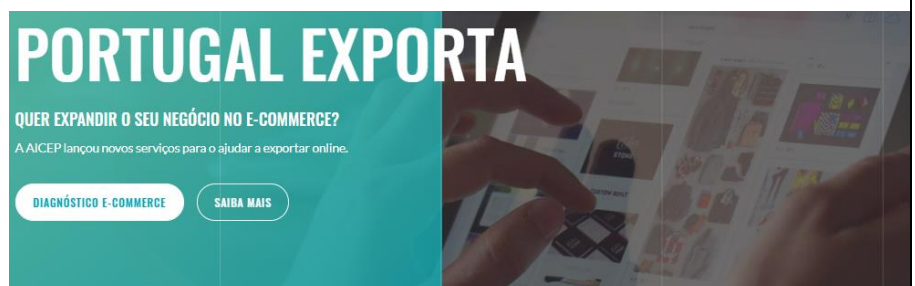 PORTUGAL EXPORTA
QUER EXPANDIR O SEU NEGÓCIO NO E-COMMERCE?
A AICEP lançou novos serviços para o ajudar a exportar online.
DIAGNÓSTICO E-COMMERCE
SAIBA MAIS